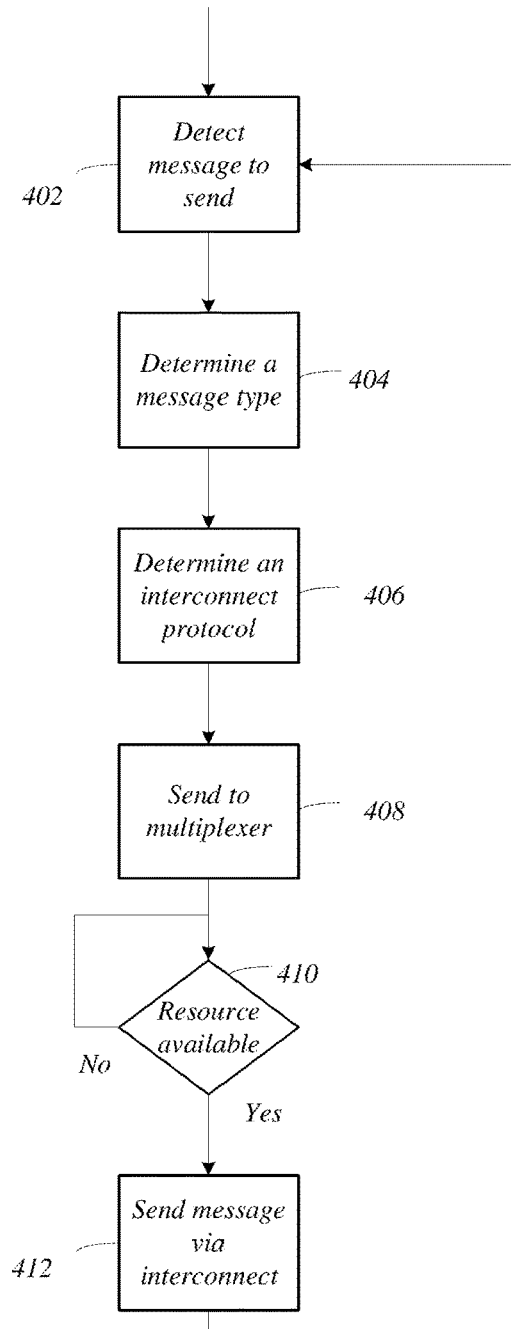 Detect
message to
send
402
Determine a
message type
404
Determine an
interconnect
protocol
406
Send to
multiplexer
408
410
Resource
available
No
Yes
Send message
via
interconnect
412